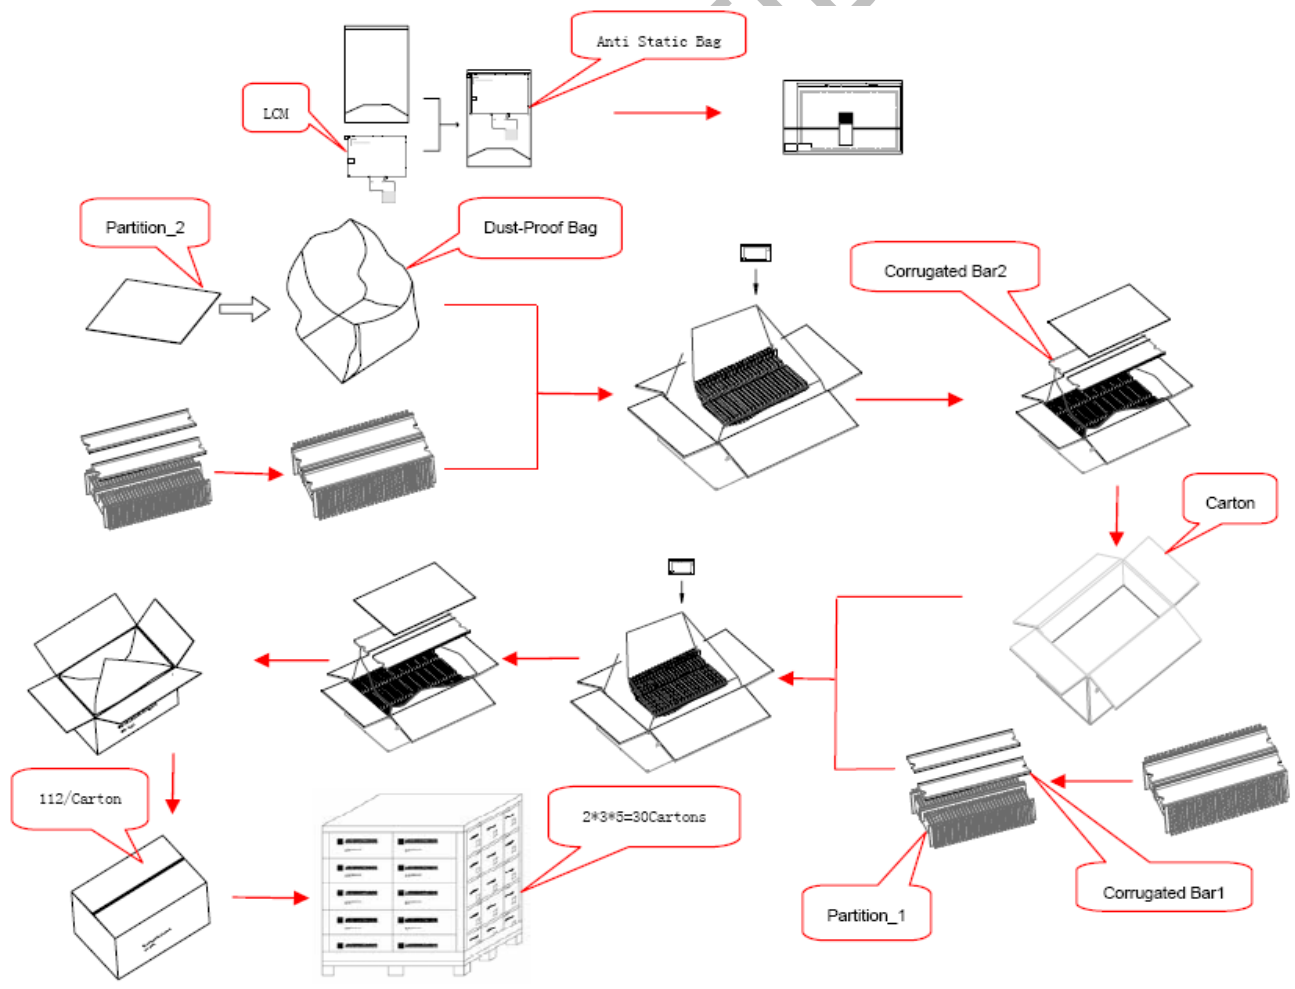 Anti Static Bag
LCM
Partition_2
Dust-Proof Bag
Corrugated Bar2
Carton
112/Carton
2*3*5=30Cartons
Partition_1
Corrugated Bar1